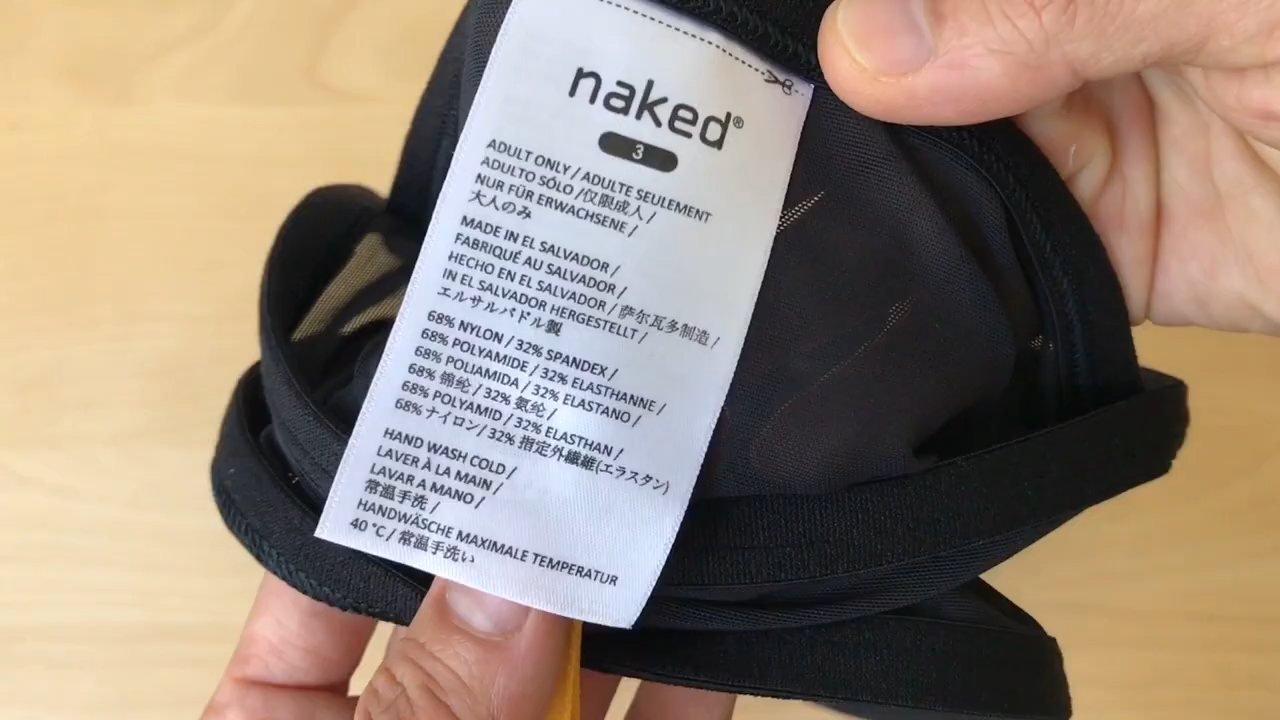 naked®
3
ADULT ONLY / ADULTE SEULEMENT
ADULTO SÓLO /仅限成人 /
NUR FÜR ERWACHSENE /
大人のみ
MADE IN EL SALVADOR /
FABRIQUÉ AU SALVADOR /
HECHO EN EL SALVADOR / 萨尔瓦多制造 /
IN EL SALVADOR HERGESTELLT /
エルサルバドル製
68% NYLON / 32% SPANDEX /
68% POLYAMIDE / 32% ELASTHANNE /
68% POLIAMIDA / 32% ELASTANO /
68% 锦纶 / 32% 氨纶 /
68% POLYAMID / 32% ELASTHAN /
68% ナイロン/ 32% 指定外繊維(エラスタン)
HAND WASH COLD /
LAVER À LA MAIN /
LAVAR A MANO /
常温手洗 /
HANDWÄSCHE MAXIMALE TEMPERATUR
40 °C / 常温手洗い